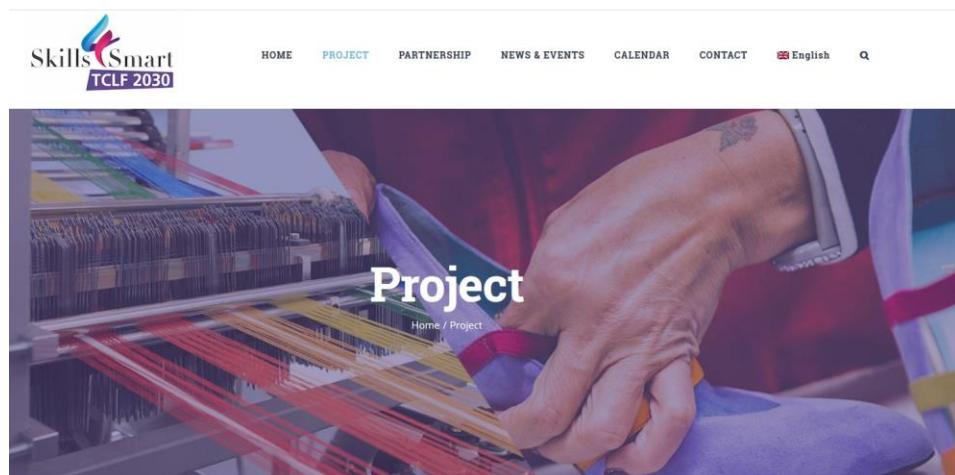 Skills Smart
TCLF 2030
HOME PROJECT PARTNERSHIP NEWS & EVENTS CALENDAR CONTACT English
Project
Home / Project